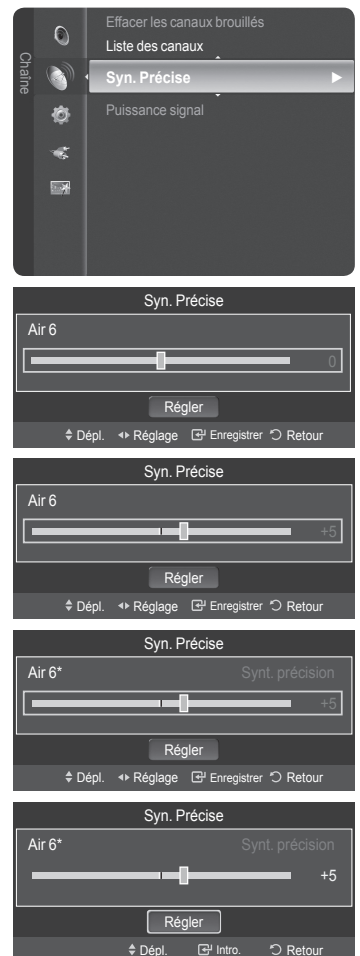 Chaîne
Effacer les canaux brouillés
Liste des canaux
Syn. Précise
Puissance signal
Syn. Précise
Air 6
0
Régler
Dépl. Réglage Enregistrer Retour
Syn. Précise
Air 6
+5
Régler
Dépl. Réglage Enregistrer Retour
Syn. Précise
Air 6* Synt. précision
+5
Régler
Dépl. Réglage Enregistrer Retour
Syn. Précise
Air 6* Synt. précision
+5
Régler
Dépl. Intro. Retour